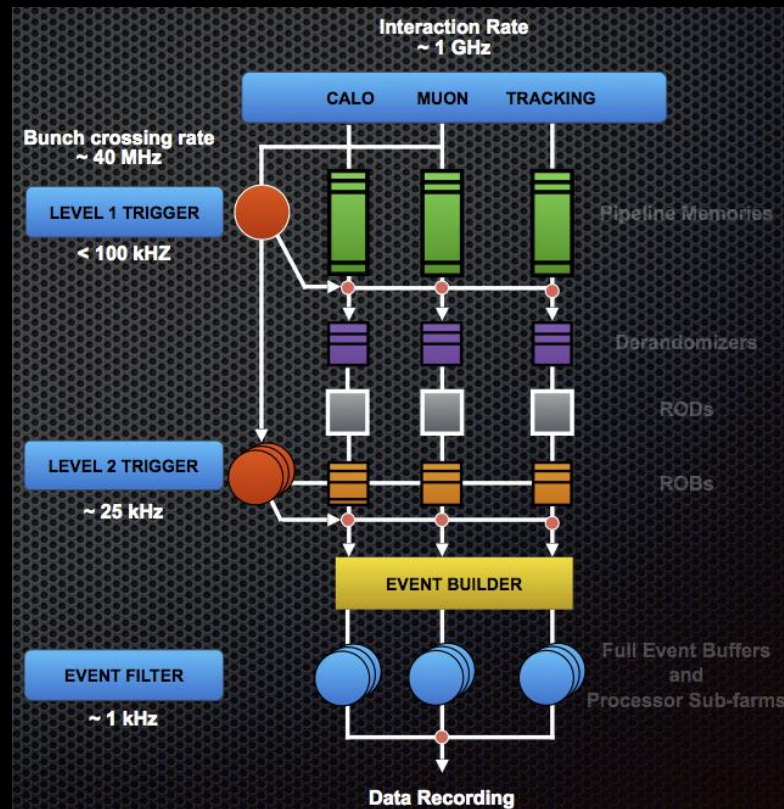 Interaction Rate
~ 1 GHz
CALO MUON TRACKING
Bunch crossing rate
~ 40 MHz
LEVEL 1 TRIGGER
< 100 kHZ
Pipeline Memories
Derandomizers
RODs
LEVEL 2 TRIGGER
ROBs
~ 25 kHz
EVENT BUILDER
EVENT FILTER
~ 1 kHz
Full Event Buffers
and
Processor Sub-farms
Data Recording